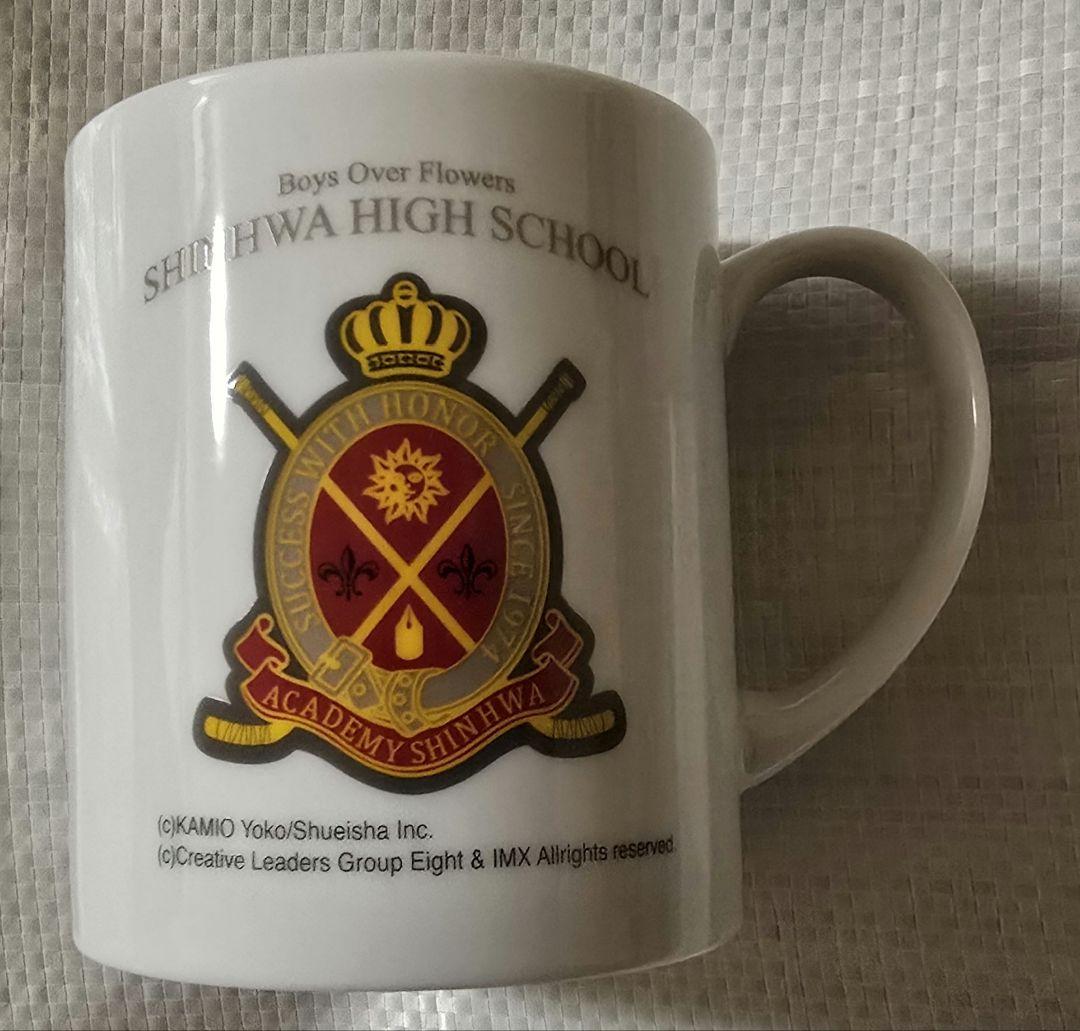 Boys Over Flowers
SHINHWA HIGH SCHOOL
SUCCESS WITH HONOR SINCE 1974
ACADEMY SHINHWA
(c)KAMIO Yoko/Shueisha Inc.
(c)Creative Leaders Group Eight & IMX Allrights reserved.